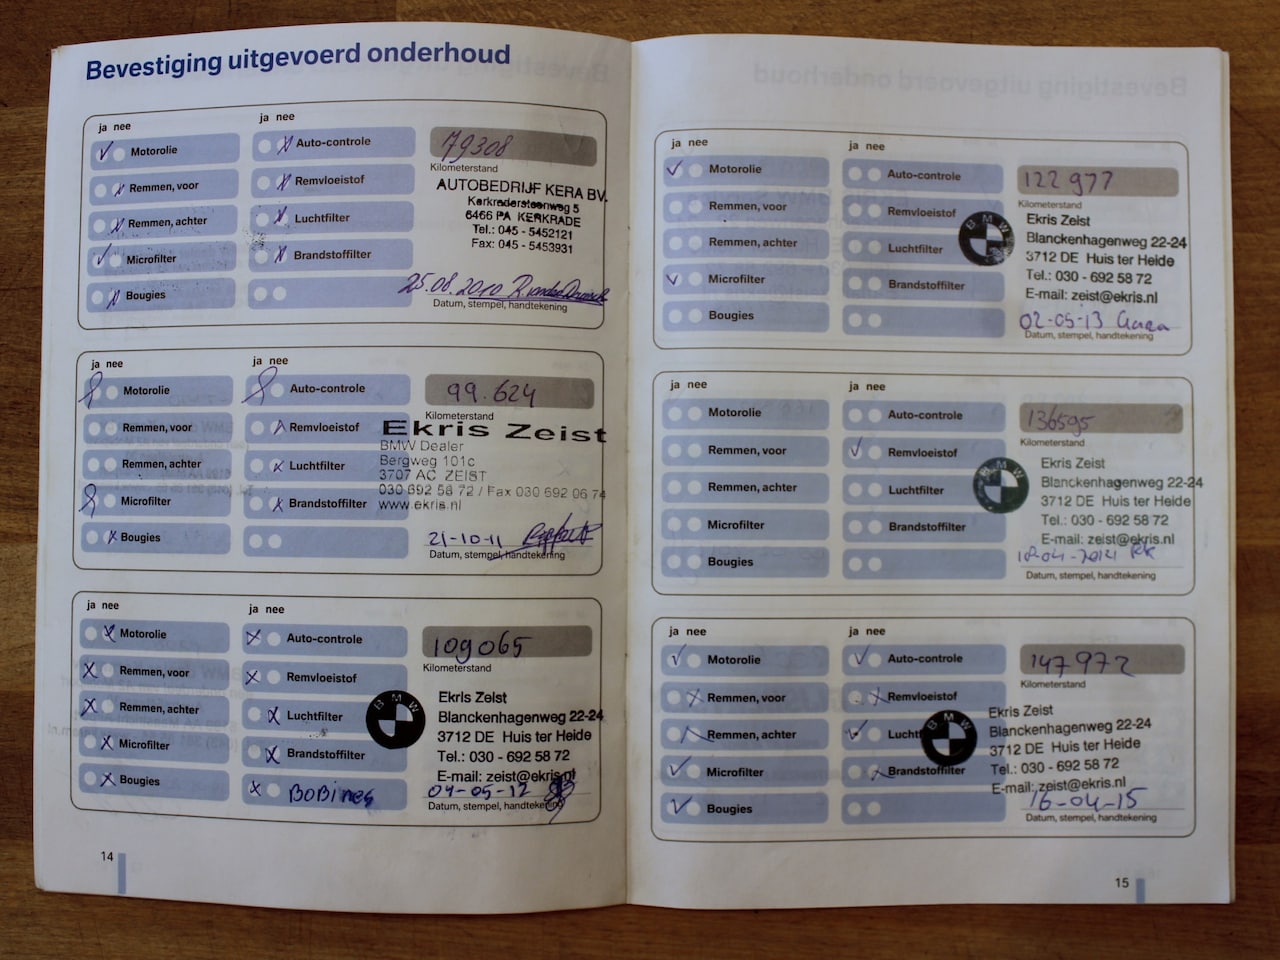 Bevestiging uitgevoerd onderhoud
ja nee
ja nee
Motorolie
Auto-controle
79308
Kilometerstand
Remmen, voor
Remvloeistof
AUTOBEDRIJF KERA BV.
Kerkradersteenweg 5
Remmen, achter
Luchtfilter
6466 PA KERKRADE
Tel.: 045 - 5452121
Fax: 045 - 5453931
Microfilter
Brandstoffilter
Bougies
25.08.2010
Datum, stempel, handtekening
ja nee
ja nee
Motorolie
Auto-controle
99.624
Kilometerstand
Remmen, voor
Remvloeistof
Ekris Zeist
BMW Dealer
Bergweg 101c
Remmen, achter
Luchtfilter
3707 AC ZEIST
030 692 58 72 / Fax 030 692 06 74
www.ekris.nl
Microfilter
Brandstoffilter
Bougies
21-10-11
Datum, stempel, handtekening
ja nee
ja nee
Motorolie
Auto-controle
109065
Kilometerstand
Remmen, voor
Remvloeistof
Remmen, achter
Luchtfilter
BMW
Ekris Zeist
Blanckenhagenweg 22-24
3712 DE Huis ter Heide
Tel.: 030 - 692 58 72
E-mail: zeist@ekris.nl
Microfilter
Brandstoffilter
Bougies
BOBines
04-05-12
Datum, stempel, handtekening
14
ja nee
ja nee
Motorolie
Auto-controle
122977
Kilometerstand
Remmen, voor
Remvloeistof
BMW
Ekris Zeist
Blanckenhagenweg 22-24
3712 DE Huis ter Heide
Tel.: 030 - 692 58 72
E-mail: zeist@ekris.nl
Remmen, achter
Luchtfilter
Microfilter
Brandstoffilter
Bougies
02-05-13
Datum, stempel, handtekening
ja nee
ja nee
Motorolie
Auto-controle
136595
Kilometerstand
Remmen, voor
Remvloeistof
BMW
Ekris Zeist
Blanckenhagenweg 22-24
3712 DE Huis ter Heide
Tel.: 030 - 692 58 72
E-mail: zeist@ekris.nl
Remmen, achter
Luchtfilter
Microfilter
Brandstoffilter
Bougies
Datum, stempel, handtekening
ja nee
ja nee
Motorolie
Auto-controle
147972
Kilometerstand
Remmen, voor
Remvloeistof
BMW
Ekris Zeist
Blanckenhagenweg 22-24
3712 DE Huis ter Heide
Tel.: 030 - 692 58 72
E-mail: zeist@ekris.nl
Remmen, achter
Lucht
Microfilter
Brandstoffilter
Bougies
16-04-15
Datum, stempel, handtekening
15